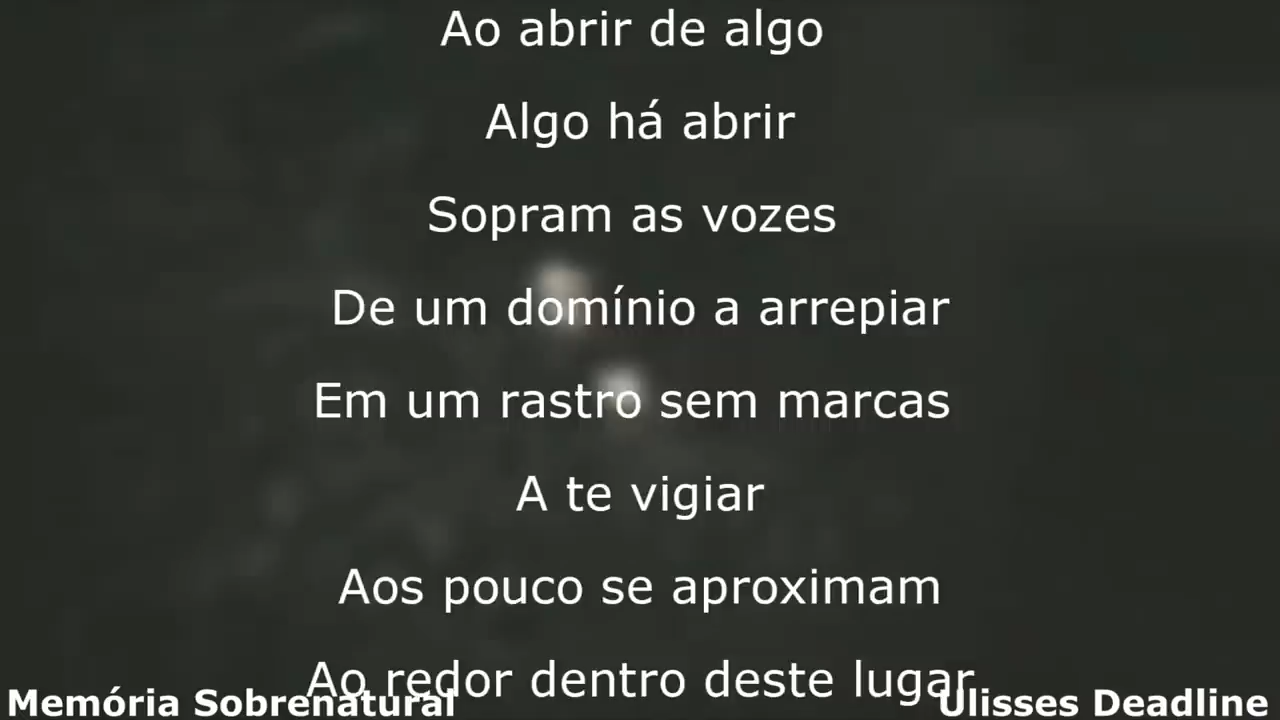 Ao abrir de algo
Algo há abrir
Sopram as vozes
De um domínio a arrepiar
Em um rastro sem marcas
A te vigiar
Aos pouco se aproximam
Ao redor dentro deste lugar
Memória Sobrenatural
Ulisses Deadline